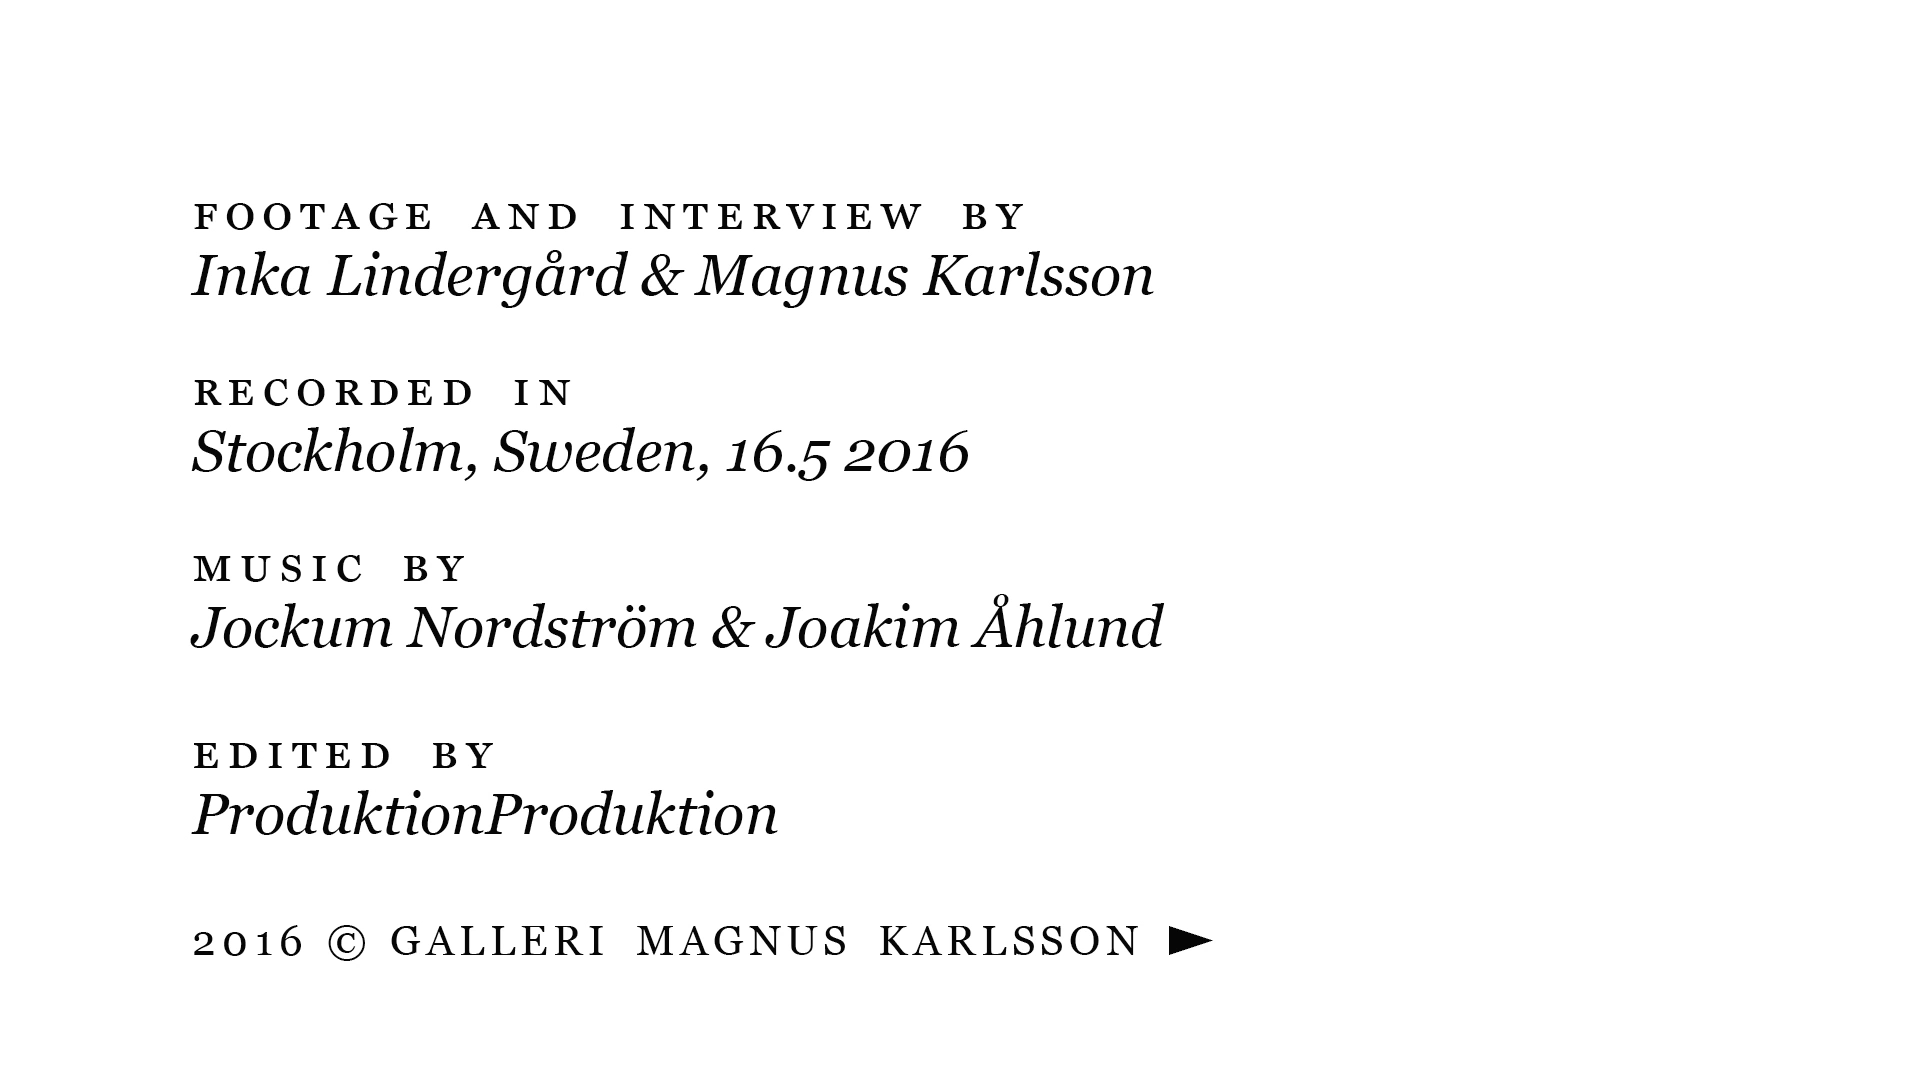 FOOTAGE AND INTERVIEW BY
Inka Lindergård & Magnus Karlsson
RECORDED IN
Stockholm, Sweden, 16.5 2016
MUSIC BY
Jockum Nordström & Joakim Åhlund
EDITED BY
ProduktionProduktion
2016 © GALLERI MAGNUS KARLSSON ►